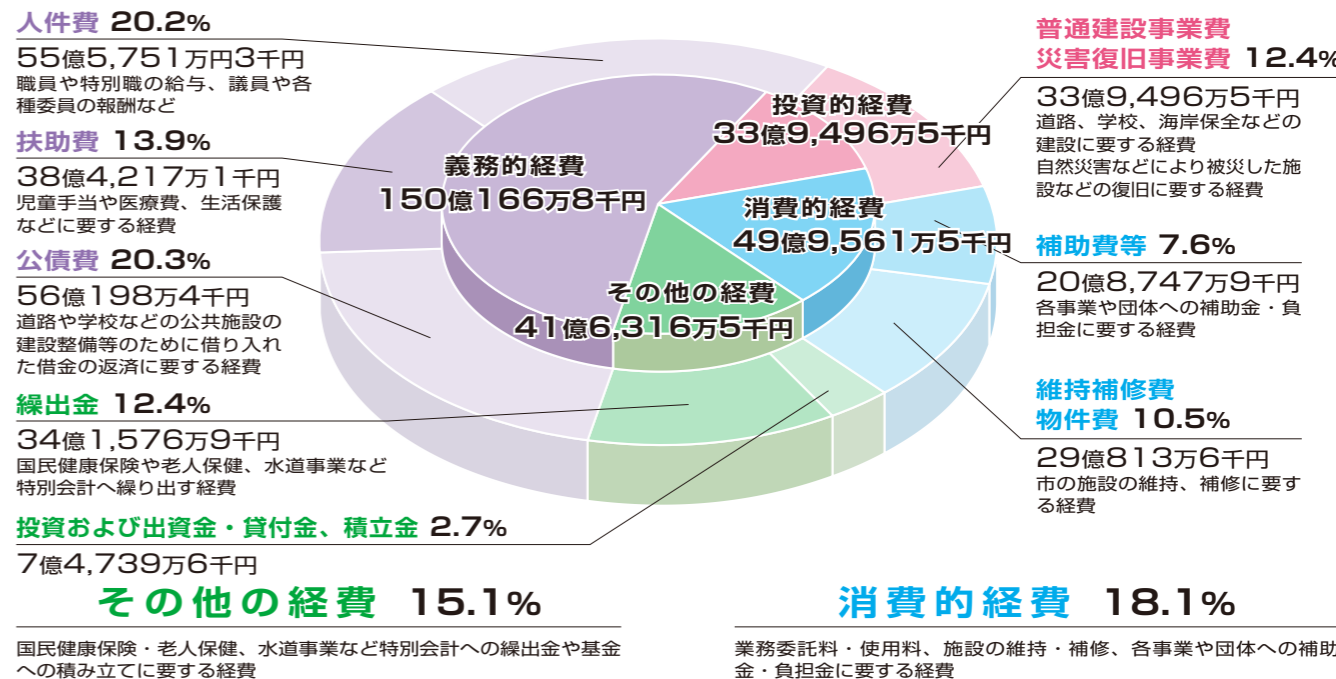 人件費 20.2%
55億5,751万円3千円
職員や特別職の給与、議員や各
種委員の報酬など
扶助費 13.9%
38億4,217万1千円
児童手当や医療費、生活保護
などに要する経費
公債費 20.3%
56億198万4千円
道路や学校などの公共施設の
建設整備等のために借り入れ
た借金の返済に要する経費
繰出金 12.4%
34億1,576万9千円
国民健康保険や老人保健、水道事業など
特別会計へ繰り出す経費
投資および出資金・貸付金、積立金 2.7%
7億4,739万6千円
義務的経費
150億166万8千円
投資的経費
33億9,496万5千円
消費的経費
49億9,561万5千円
その他の経費
41億6,316万5千円
普通建設事業費
災害復旧事業費 12.4%
33億9,496万5千円
道路、学校、海岸保全などの
建設に要する経費
自然災害などにより被災した施
設などの復旧に要する経費
補助費等 7.6%
20億8,747万9千円
各事業や団体への補助金・負
担金に要する経費
維持補修費
物件費 10.5%
29億813万6千円
市の施設の維持、補修に要す
る経費
その他の経費 15.1%
国民健康保険・老人保健、水道事業など特別会計への繰出金や基金
への積み立てに要する経費
消費的経費 18.1%
業務委託料・使用料、施設の維持・補修、各事業や団体への補助
金・負担金に要する経費